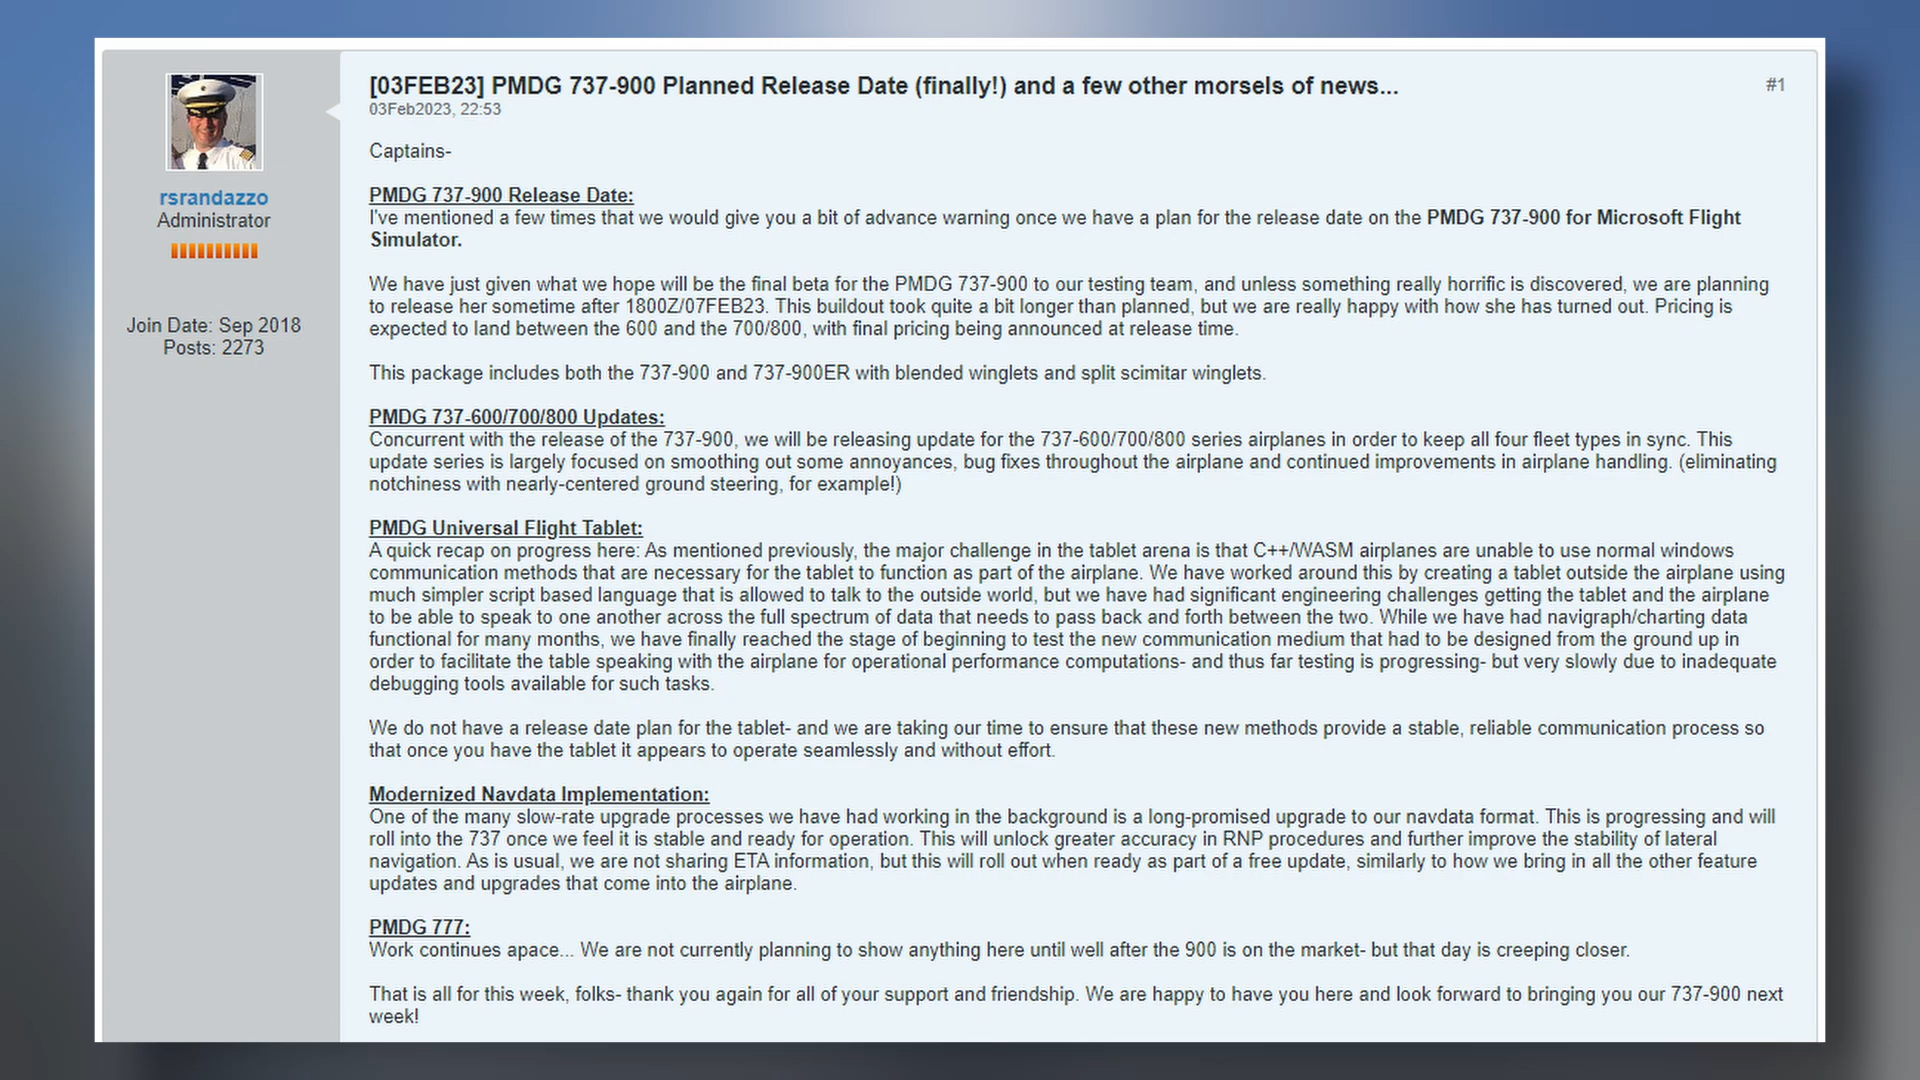 [03FEB23] PMDG 737-900 Planned Release Date (finally!) and a few other morsels of news...
#1
03Feb2023, 22:53
rsrandazzo
Administrator
Join Date: Sep 2018
Posts: 2273
Captains-
PMDG 737-900 Release Date:
I've mentioned a few times that we would give you a bit of advance warning once we have a plan for the release date on the PMDG 737-900 for Microsoft Flight
Simulator.
We have just given what we hope will be the final beta for the PMDG 737-900 to our testing team, and unless something really horrific is discovered, we are planning
to release her sometime after 1800Z/07FEB23. This buildout took quite a bit longer than planned, but we are really happy with how she has turned out. Pricing is
expected to land between the 600 and the 700/800, with final pricing being announced at release time.
This package includes both the 737-900 and 737-900ER with blended winglets and split scimitar winglets.
PMDG 737-600/700/800 Updates:
Concurrent with the release of the 737-900, we will be releasing update for the 737-600/700/800 series airplanes in order to keep all four fleet types in sync. This
update series is largely focused on smoothing out some annoyances, bug fixes throughout the airplane and continued improvements in airplane handling. (eliminating
notchiness with nearly-centered ground steering, for example!)
PMDG Universal Flight Tablet:
A quick recap on progress here: As mentioned previously, the major challenge in the tablet arena is that C++/WASM airplanes are unable to use normal windows
communication methods that are necessary for the tablet to function as part of the airplane. We have worked around this by creating a tablet outside the airplane using
much simpler script based language that is allowed to talk to the outside world, but we have had significant engineering challenges getting the tablet and the airplane
to be able to speak to one another across the full spectrum of data that needs to pass back and forth between the two. While we have had navigraph/charting data
functional for many months, we have finally reached the stage of beginning to test the new communication medium that had to be designed from the ground up in
order to facilitate the table speaking with the airplane for operational performance computations- and thus far testing is progressing- but very slowly due to inadequate
debugging tools available for such tasks.
We do not have a release date plan for the tablet- and we are taking our time to ensure that these new methods provide a stable, reliable communication process so
that once you have the tablet it appears to operate seamlessly and without effort.
Modernized Navdata Implementation:
One of the many slow-rate upgrade processes we have had working in the background is a long-promised upgrade to our navdata format. This is progressing and will
roll into the 737 once we feel it is stable and ready for operation. This will unlock greater accuracy in RNP procedures and further improve the stability of lateral
navigation. As is usual, we are not sharing ETA information, but this will roll out when ready as part of a free update, similarly to how we bring in all the other feature
updates and upgrades that come into the airplane.
PMDG 777:
Work continues apace... We are not currently planning to show anything here until well after the 900 is on the market- but that day is creeping closer.
That is all for this week, folks- thank you again for all of your support and friendship. We are happy to have you here and look forward to bringing you our 737-900 next
week!